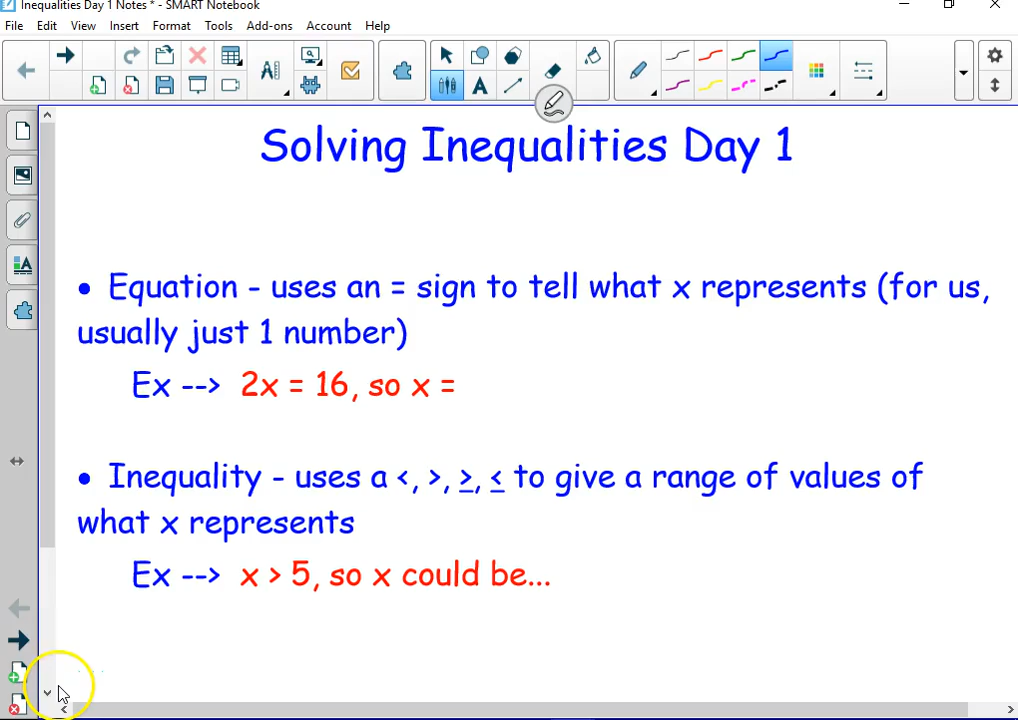 Inequalities Day 1 Notes * - SMART Notebook
File Edit View Insert Format Tools Add-ons Account Help
Solving Inequalities Day 1
• Equation - uses an = sign to tell what x represents (for us,
usually just 1 number)
Ex --> 2x = 16, so x =
• Inequality - uses a <, >, ≥, ≤ to give a range of values of
what x represents
Ex --> x > 5, so x could be...